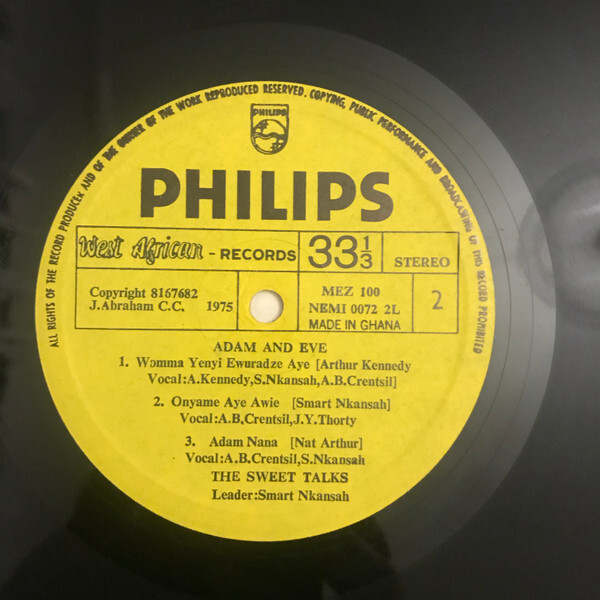 ALL RIGHTS OF THE RECORD PRODUCER AND OF THE OWNER OF THE WORK REPRODUCED RESERVED. COPYING, PUBLIC PERFORMANCE AND BROADCASTING OF THIS RECORD PROHIBITED
PHILIPS
PHILIPS
West African - RECORDS 33 1/3 STEREO
Copyright 8167682
J.Abraham C.C. 1975
MEZ 100
NEMI 0072 2L
MADE IN GHANA
2
ADAM AND EVE
1. Wɔmma Yenyi Ewuradze Aye [Arthur Kennedy
Vocal:A.Kennedy,S.Nkansah,A.B.Crentsil]
2. Onyame Aye Awie [Smart Nkansah]
Vocal:A.B,Crentsil,J.Y.Thorty
3. Adam Nana [Nat Arthur]
Vocal:A.B.Crentsil,S.Nkansah
THE SWEET TALKS
Leader:Smart Nkansah